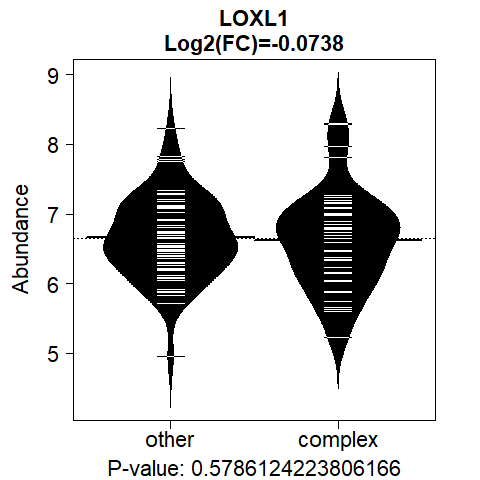 LOXL1
Log2(FC)=-0.0738
Abundance
9
8
7
6
5
other complex
P-value: 0.5786124223806166